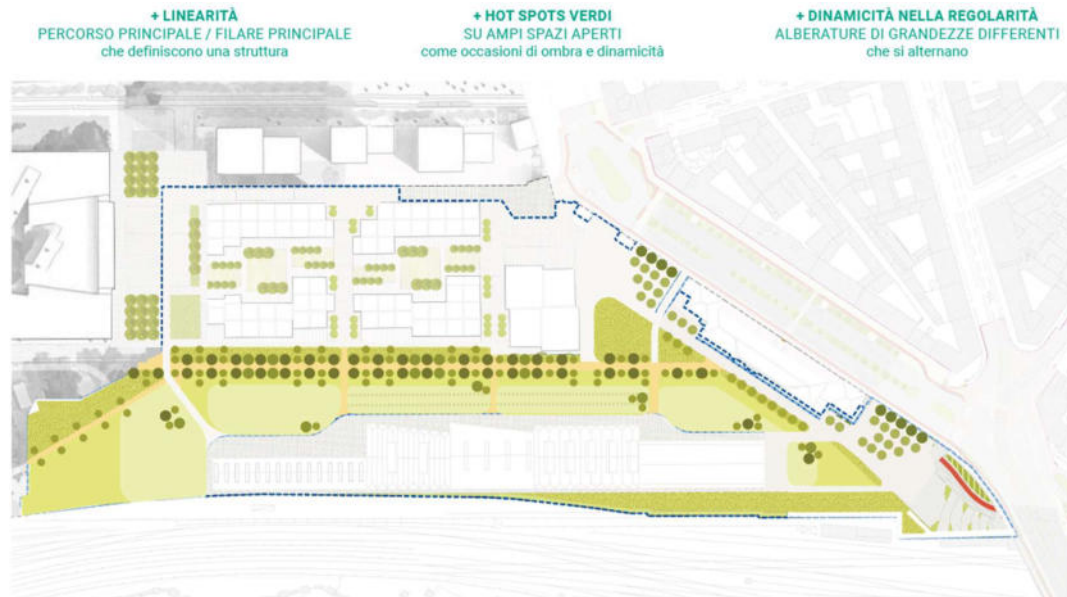 + LINEARITÀ
PERCORSO PRINCIPALE / FILARE PRINCIPALE
che definiscono una struttura
+ HOT SPOTS VERDI
SU AMPI SPAZI APERTI
come occasioni di ombra e dinamicità
+ DINAMICITÀ NELLA REGOLARITÀ
ALBERATURE DI GRANDEZZE DIFFERENTI
che si alternano